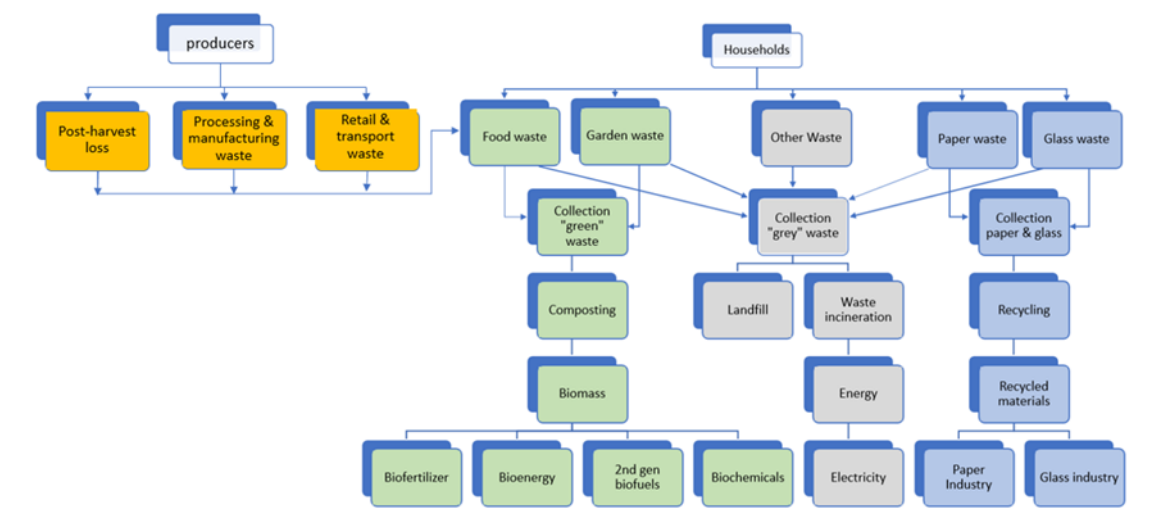 producers
Households
Post-harvest
loss
Processing &
manufacturing
waste
Retail &
transport
waste
Food waste
Garden waste
Other Waste
Paper waste
Glass waste
Collection
"green"
waste
Collection
"grey" waste
Collection
paper & glass
Composting
Landfill
Waste
incineration
Recycling
Biomass
Energy
Recycled
materials
Biofertilizer
Bioenergy
2nd gen
biofuels
Biochemicals
Electricity
Paper
Industry
Glass industry